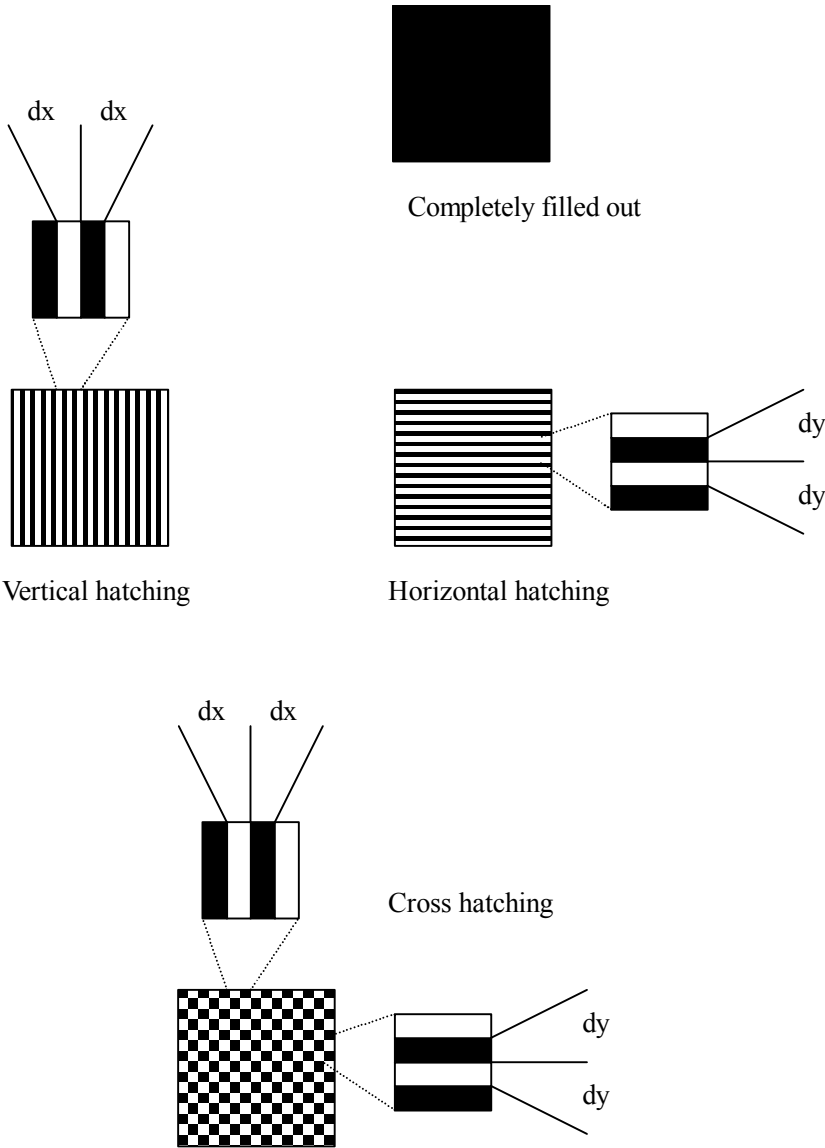 dx dx
Completely filled out
dy
dy
Vertical hatching
Horizontal hatching
dx dx
Cross hatching
dy
dy